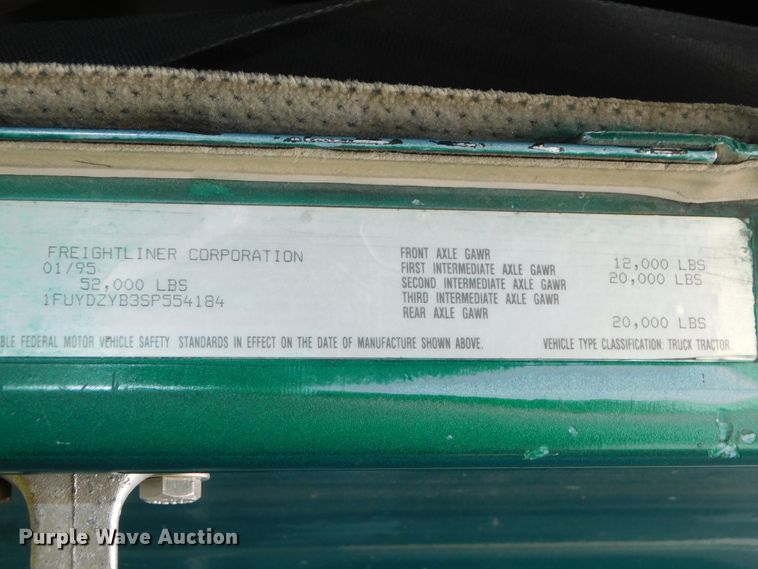 FREIGHTLINER CORPORATION
01/95
52,000 LBS
1FUYDZYB3SP554184
FRONT AXLE GAWR 12,000 LBS
FIRST INTERMEDIATE AXLE GAWR 20,000 LBS
SECOND INTERMEDIATE AXLE GAWR
THIRD INTERMEDIATE AXLE GAWR
REAR AXLE GAWR 20,000 LBS
BLE FEDERAL MOTOR VEHICLE SAFETY STANDARDS IN EFFECT ON THE DATE OF MANUFACTURE SHOWN ABOVE. VEHICLE TYPE CLASSIFICATION: TRUCK TRACTOR
Purple Wave Auction